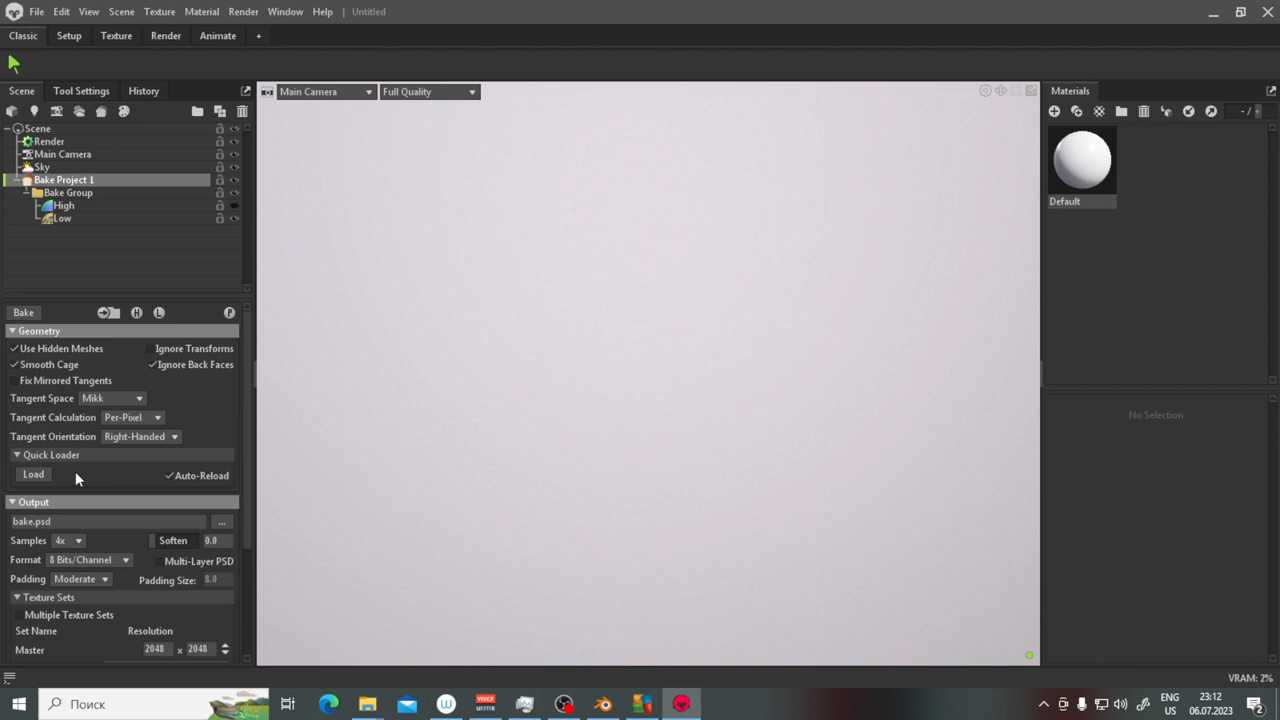 File Edit View Scene Texture Material Render Window Help Untitled
Classic Setup Texture Render Animate +
Scene Tool Settings History
Main Camera Full Quality
Materials
- /
Scene
Render
Main Camera
Sky
Bake Project 1
Bake Group
High
Low
Default
Bake
H L P
Geometry
Use Hidden Meshes Ignore Transforms
Smooth Cage Ignore Back Faces
Fix Mirrored Tangents
Tangent Space Mikk
Tangent Calculation Per-Pixel
Tangent Orientation Right-Handed
Quick Loader
Load Auto-Reload
No Selection
Output
bake.psd ...
Samples 4x Soften 0.0
Format 8 Bits/Channel Multi-Layer PSD
Padding Moderate Padding Size: 8.0
Texture Sets
Multiple Texture Sets
Set Name Resolution
Master 2048 x 2048
VRAM: 2%
Поиск
VOICE
ENG
US
23:12
06.07.2023
2